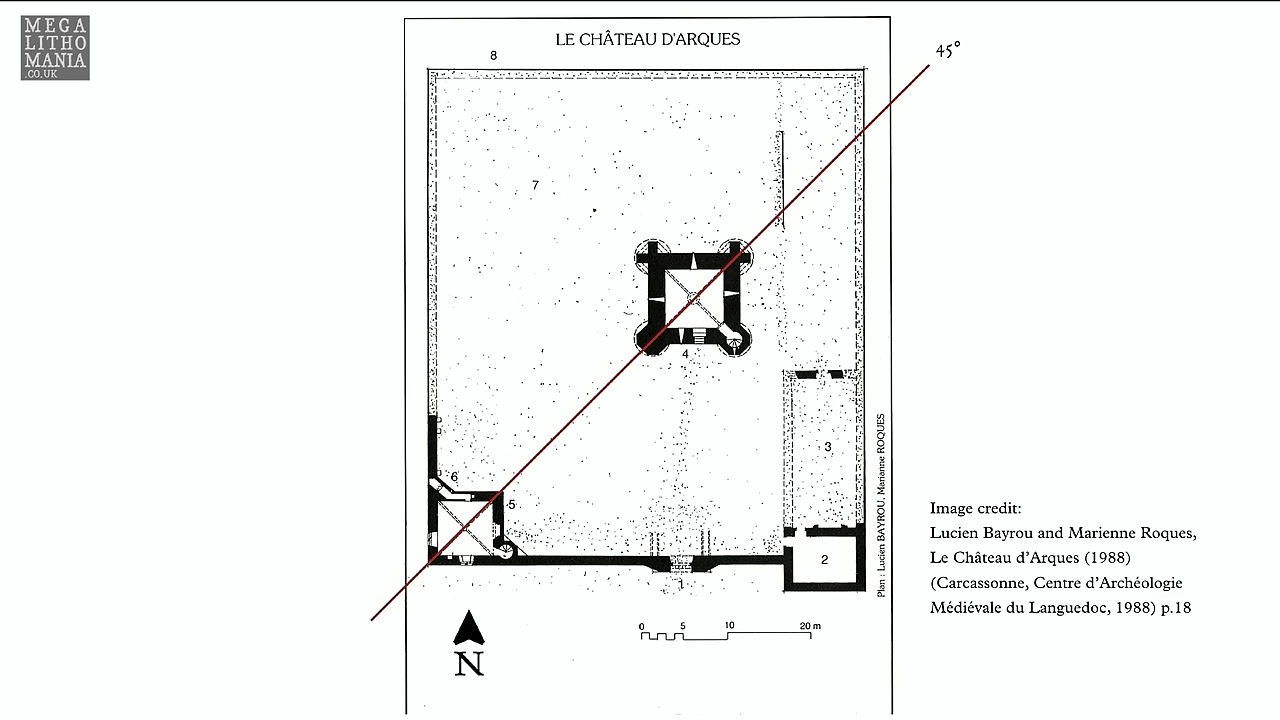 MEGA
LITHO
MANIA
.CO.UK
LE CHÂTEAU D'ARQUES
45°
8
7
4
3
6
5
2
1
Plan : Lucien BAYROU, Marianne ROQUES
N
0 5 10 20 m
Image credit:
Lucien Bayrou and Marienne Roques,
Le Château d’Arques (1988)
(Carcassonne, Centre d’Archéologie
Médiévale du Languedoc, 1988) p.18